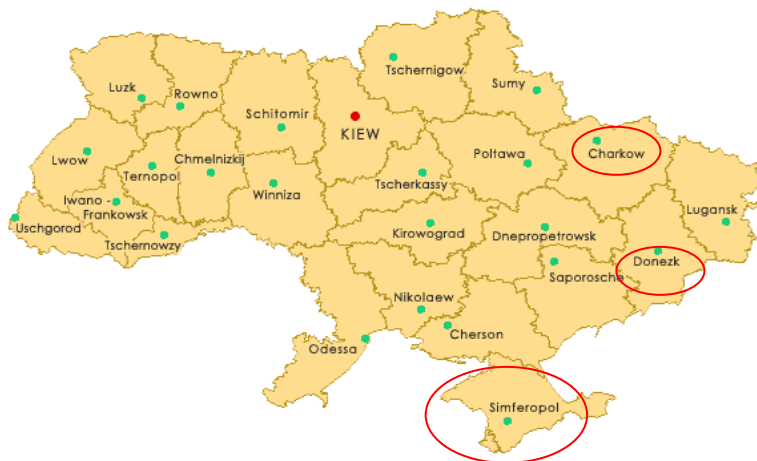 Tschernigow
Luzk
Rowno
Sumy
Schitomir
KIEW
Charkow
Lwow
Ternopol
Chmelnizkij
Poltawa
Tscherkassy
Winniza
Iwano -
Frankowsk
Lugansk
Uschgorod
Tschernowzy
Kirowograd
Dnepropetrowsk
Donezk
Saporosche
Nikolaew
Cherson
Odessa
Simferopol